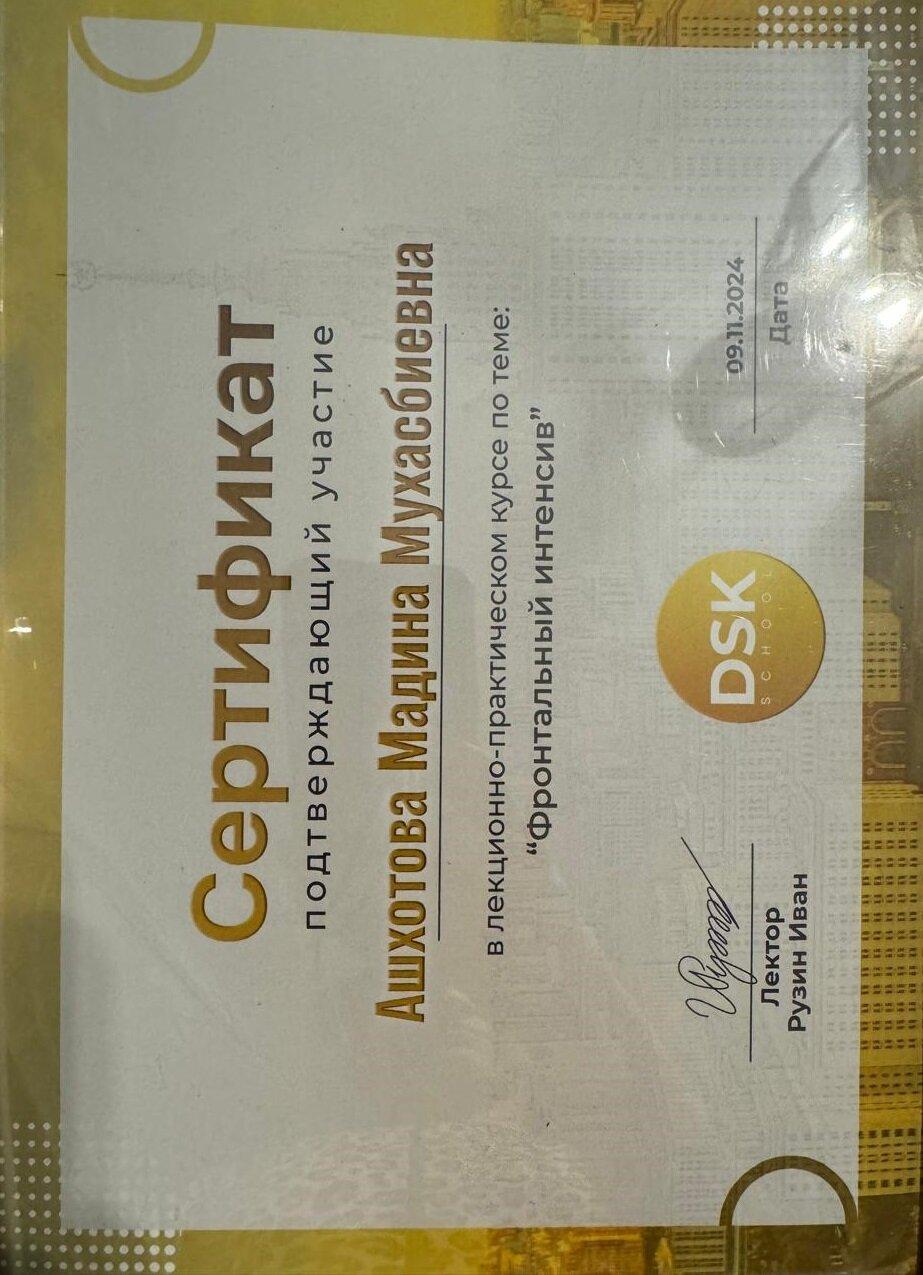 Сертификат
подтверждающий участие
Ашхотова Мадина Мухасбиевна
в лекционно-практическом курсе по теме:
“Фронтальный интенсив”
Лектор
Рузин Иван
DSK
SCHOOL
09.11.2024
Дата